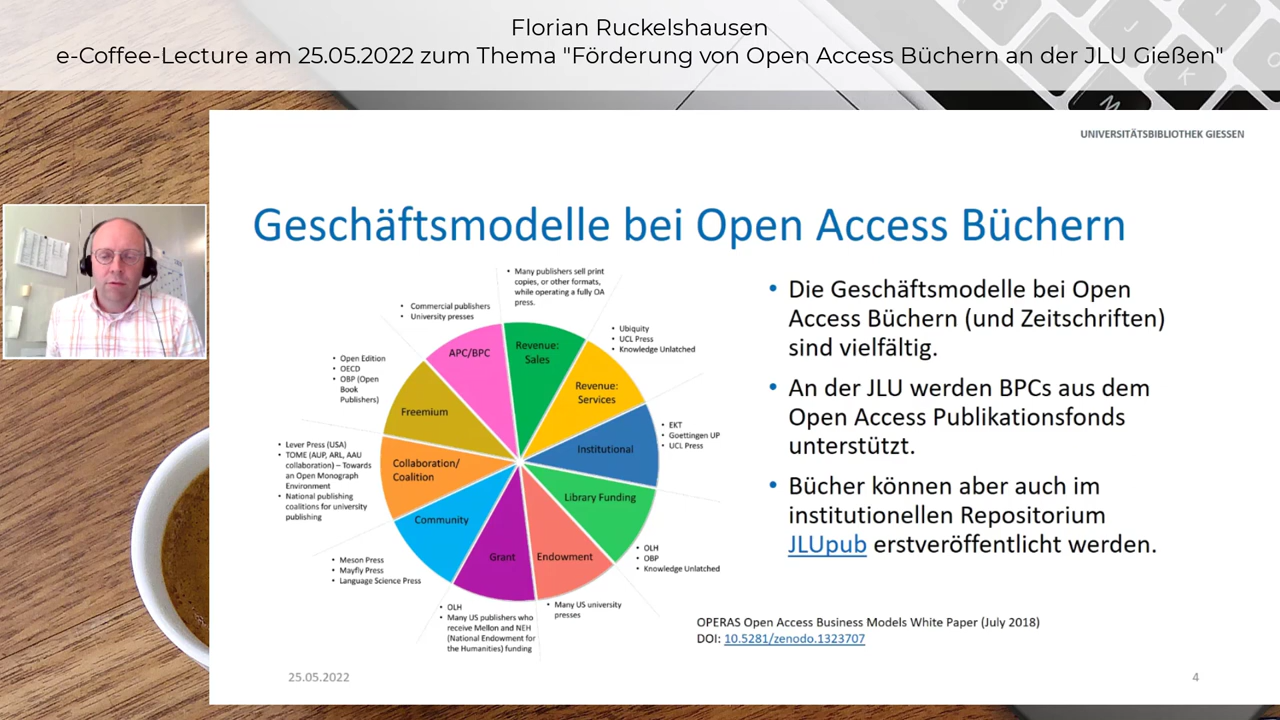 Florian Ruckelshausen
e-Coffee-Lecture am 25.05.2022 zum Thema "Förderung von Open Access Büchern an der JLU Gießen"
UNIVERSITÄTSBIBLIOTHEK GIESSEN
Geschäftsmodelle bei Open Access Büchern
• Many publishers sell print
copies, or other formats,
while operating a fully OA
press.
• Commercial publishers
• University presses
• Ubiquity
• UCL Press
• Knowledge Unlatched
• Open Edition
• OECD
• OBP (Open
Book
Publishers)
• EKT
• Goettingen UP
• UCL Press
• Lever Press (USA)
• TOME (AUP, ARL, AAU
collaboration) – Towards
an Open Monograph
Environment
• National publishing
coalitions for university
publishing
• OLH
• OBP
• Knowledge Unlatched
• Meson Press
• Mayfly Press
• Language Science Press
• OLH
• Many US publishers who
receive Mellon and NEH
(National Endowment for
the Humanities) funding
• Many US university
presses
APC/BPC
Revenue:
Sales
Revenue:
Services
Institutional
Library Funding
Endowment
Grant
Community
Collaboration/
Coalition
Freemium
• Die Geschäftsmodelle bei Open
Access Büchern (und Zeitschriften)
sind vielfältig.
• An der JLU werden BPCs aus dem
Open Access Publikationsfonds
unterstützt.
• Bücher können aber auch im
institutionellen Repositorium
JLUpub erstveröffentlicht werden.
OPERAS Open Access Business Models White Paper (July 2018)
DOI: 10.5281/zenodo.1323707
25.05.2022
4